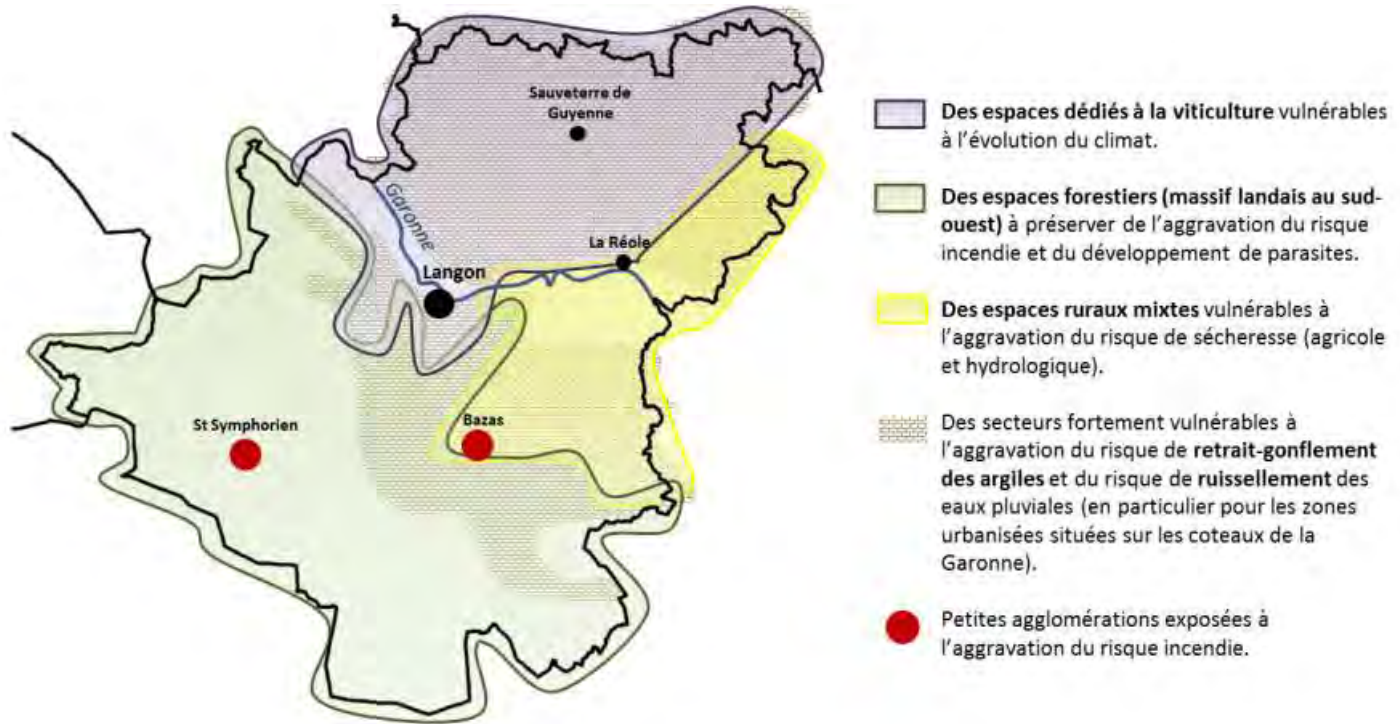 Sauveterre de
Guyenne
Garonne
La Réole
Langon
St Symphorien
Bazas
Des espaces dédiés à la viticulture vulnérables
à l'évolution du climat.
Des espaces forestiers (massif landais au sud-
ouest) à préserver de l'aggravation du risque
incendie et du développement de parasites.
Des espaces ruraux mixtes vulnérables à
l'aggravation du risque de sécheresse (agricole
et hydrologique).
Des secteurs fortement vulnérables à
l'aggravation du risque de retrait-gonflement
des argiles et du risque de ruissellement des
eaux pluviales (en particulier pour les zones
urbanisées situées sur les coteaux de la
Garonne).
Petites agglomérations exposées à
l'aggravation du risque incendie.